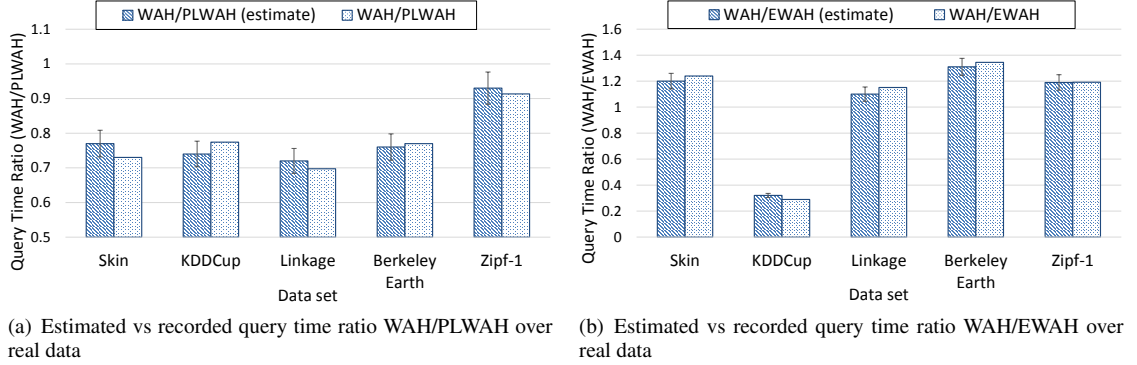 WAH/PLWAH (estimate) WAH/PLWAH
Query Time Ratio (WAH/PLWAH)
1.1
1
0.9
0.8
0.7
0.6
0.5
Skin KDDCup Linkage Berkeley Earth Zipf-1
Data set
(a) Estimated vs recorded query time ratio WAH/PLWAH over
real data
WAH/EWAH (estimate) WAH/EWAH
Query Time Ratio (WAH/EWAH)
1.6
1.4
1.2
1
0.8
0.6
0.4
0.2
0
Skin KDDCup Linkage Berkeley Earth Zipf-1
Data set
(b) Estimated vs recorded query time ratio WAH/EWAH over
real data